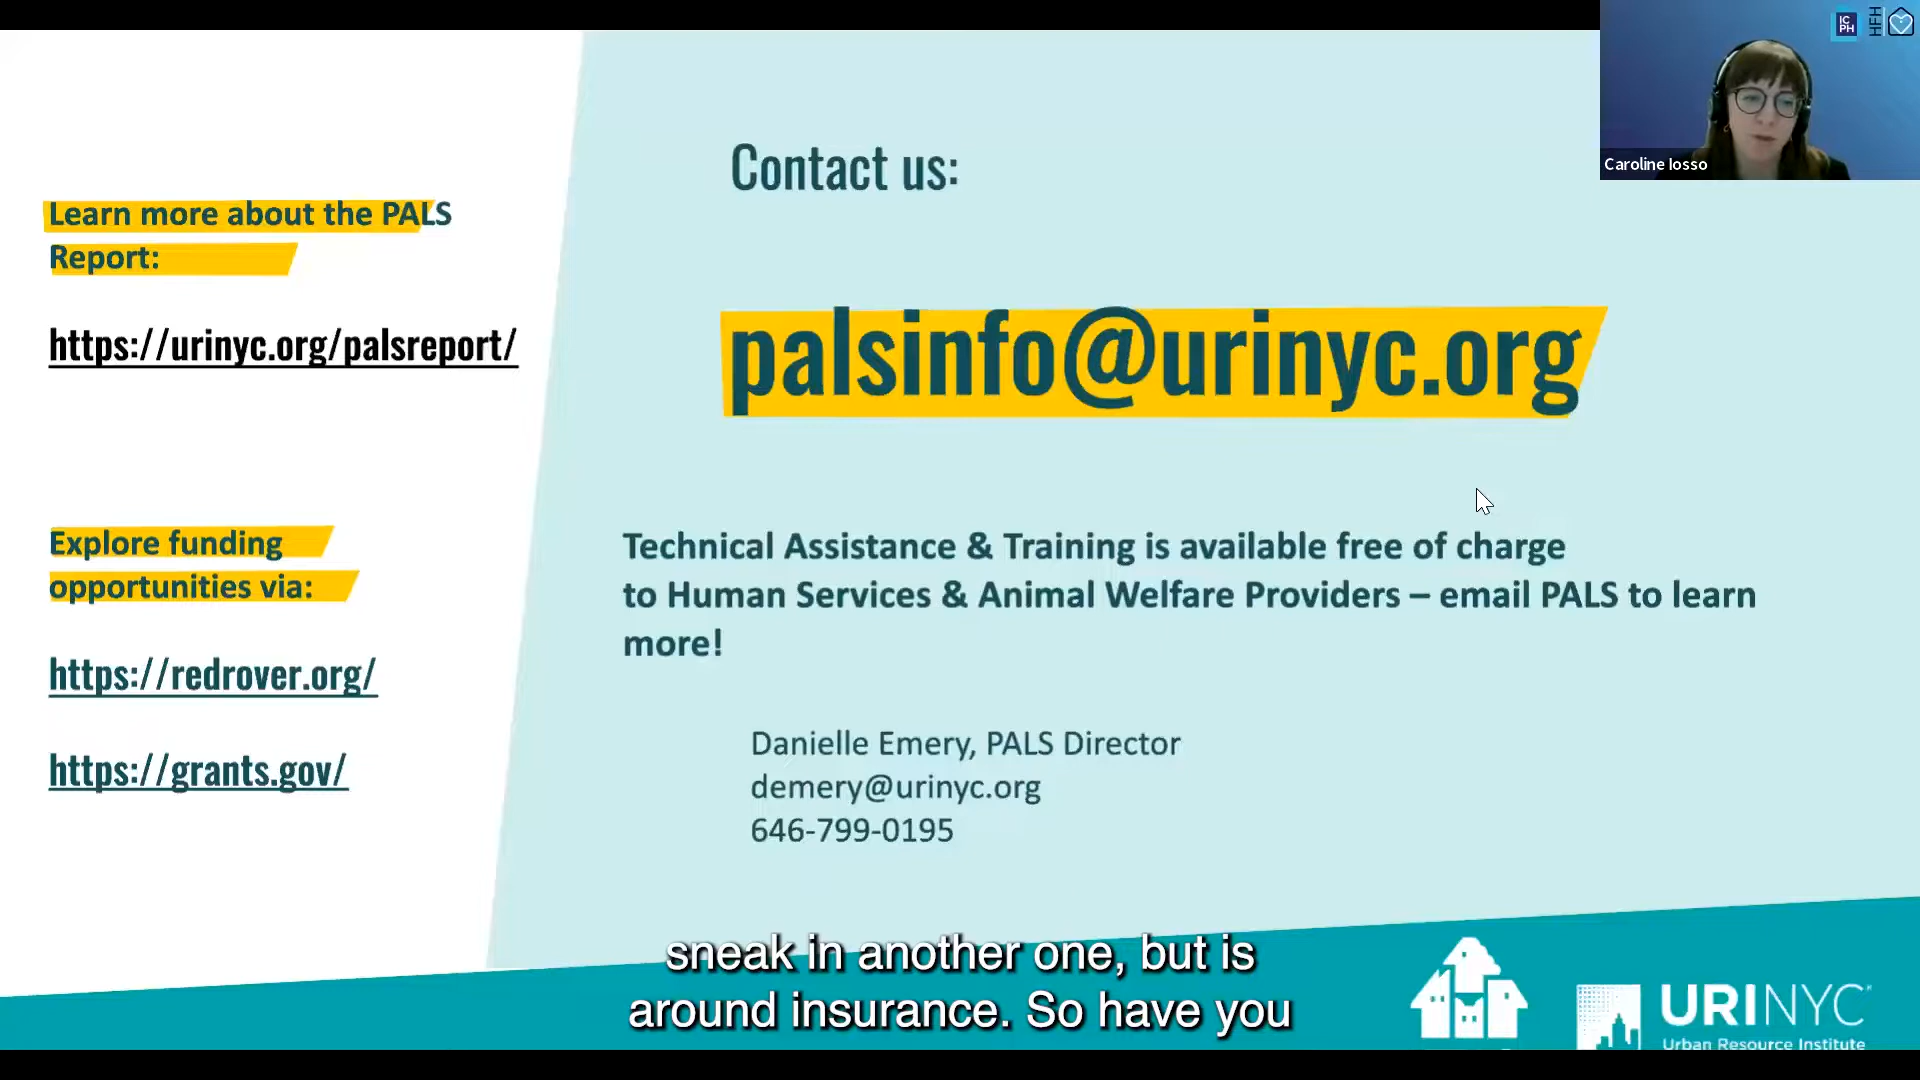 IC
PH
HFH
Caroline Iosso
Learn more about the PALS
Report:
https://urinyc.org/palsreport/
Explore funding
opportunities via:
https://redrover.org/
https://grants.gov/
Contact us:
palsinfo@urinyc.org
Technical Assistance & Training is available free of charge
to Human Services & Animal Welfare Providers – email PALS to learn
more!
Danielle Emery, PALS Director
demery@urinyc.org
646-799-0195
sneak in another one, but is
around insurance. So have you
URINYC
Urban Resource Institute